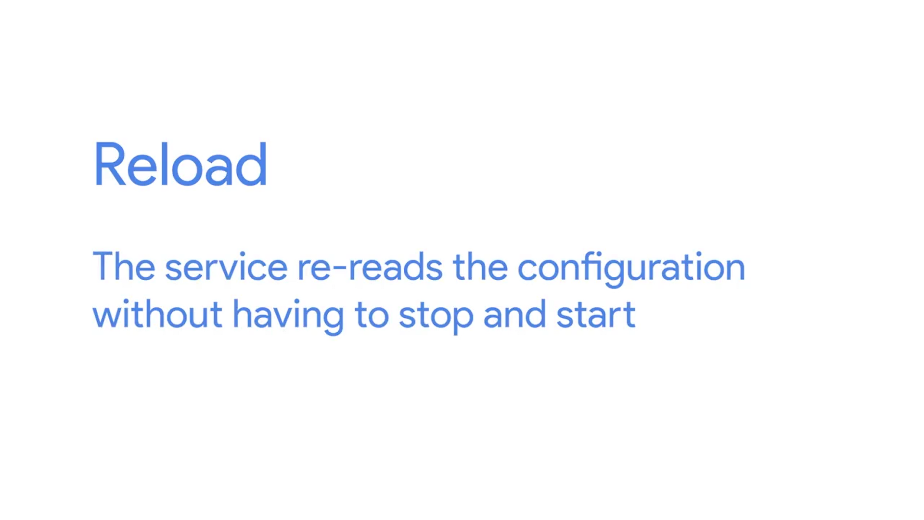 Reload
The service re-reads the configuration
without having to stop and start